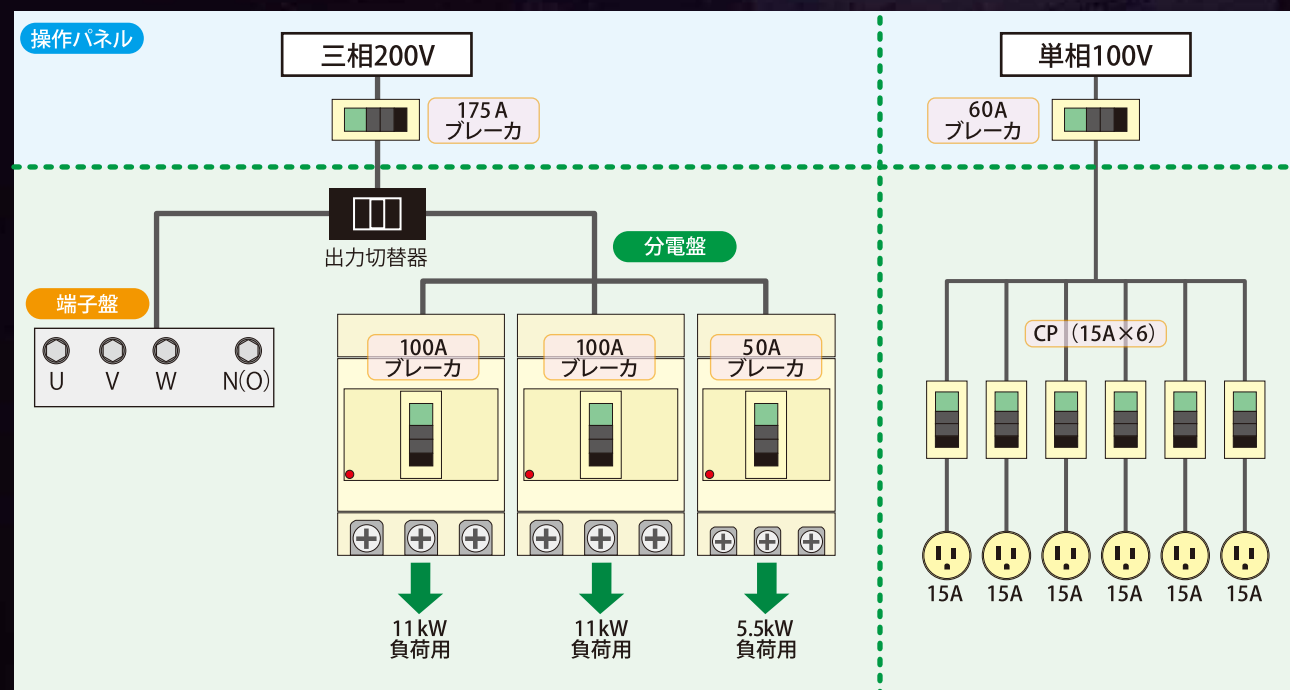 操作パネル
三相200V
175A
ブレーカ
単相100V
60A
ブレーカ
出力切替器
分電盤
端子盤
U V W N(O)
100A
ブレーカ
100A
ブレーカ
50A
ブレーカ
CP（15A×6）
11kW
負荷用
11kW
負荷用
5.5kW
負荷用
15A 15A 15A 15A 15A 15A